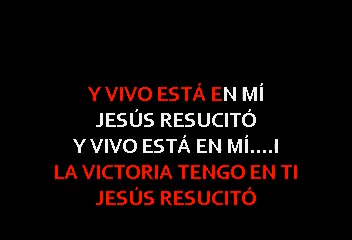 Y VIVO ESTÁ EN MÍ
JESÚS RESUCITÓ
Y VIVO ESTÁ EN MÍ....I
LA VICTORIA TENGO EN TI
JESÚS RESUCITÓ